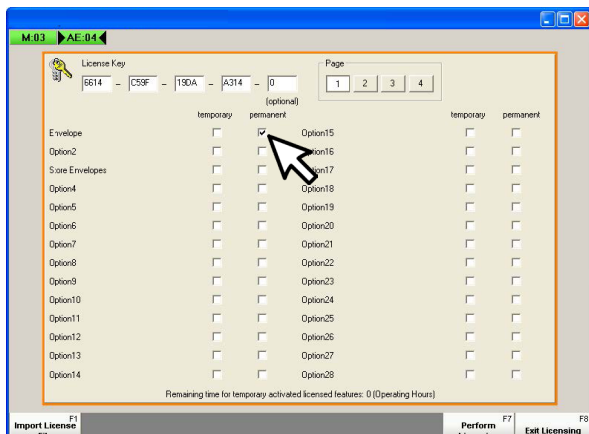 M:03 AE:04
License Key
Page
6614 - C59F - 19DA - A314 - 0
1 2 3 4
(optional)
temporary permanent temporary permanent
Envelope Option15
Option2 Option16
Store Envelopes Option17
Option4 Option18
Option5 Option19
Option6 Option20
Option7 Option21
Option8 Option22
Option9 Option23
Option10 Option24
Option11 Option25
Option12 Option26
Option13 Option27
Option14 Option28
Remaining time for temporary activated licensed features: 0 (Operating Hours)
F1 F7 F8
Import License Perform Exit Licensing